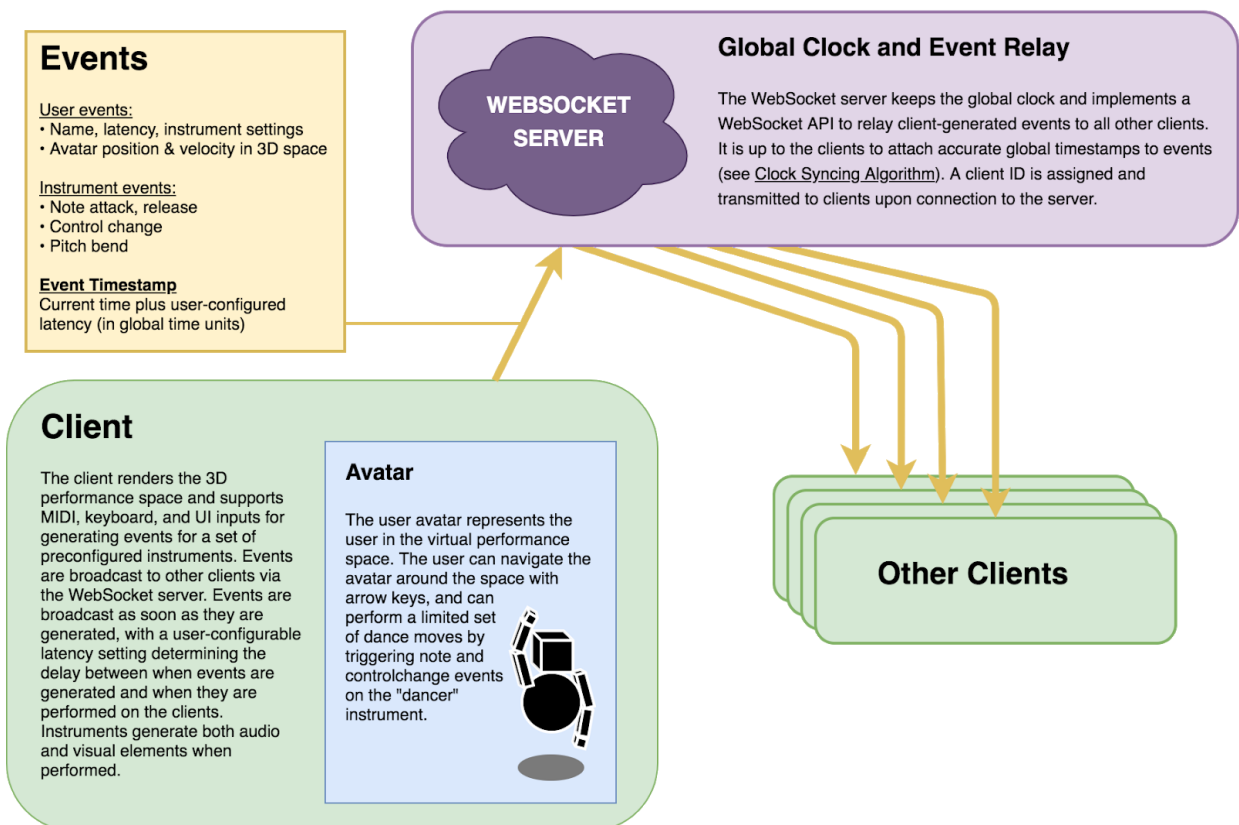 Events
User events:
• Name, latency, instrument settings
• Avatar position & velocity in 3D space
Instrument events:
• Note attack, release
• Control change
• Pitch bend
Event Timestamp
Current time plus user-configured
latency (in global time units)
WEBSOCKET
SERVER
Global Clock and Event Relay
The WebSocket server keeps the global clock and implements a
WebSocket API to relay client-generated events to all other clients.
It is up to the clients to attach accurate global timestamps to events
(see Clock Syncing Algorithm). A client ID is assigned and
transmitted to clients upon connection to the server.
Client
The client renders the 3D
performance space and supports
MIDI, keyboard, and UI inputs for
generating events for a set of
preconfigured instruments. Events
are broadcast to other clients via
the WebSocket server. Events are
broadcast as soon as they are
generated, with a user-configurable
latency setting determining the
delay between when events are
generated and when they are
performed on the clients.
Instruments generate both audio
and visual elements when
performed.
Avatar
The user avatar represents the
user in the virtual performance
space. The user can navigate the
avatar around the space with
arrow keys, and can
perform a limited set
of dance moves by
triggering note and
controlchange events
on the "dancer"
instrument.
Other Clients